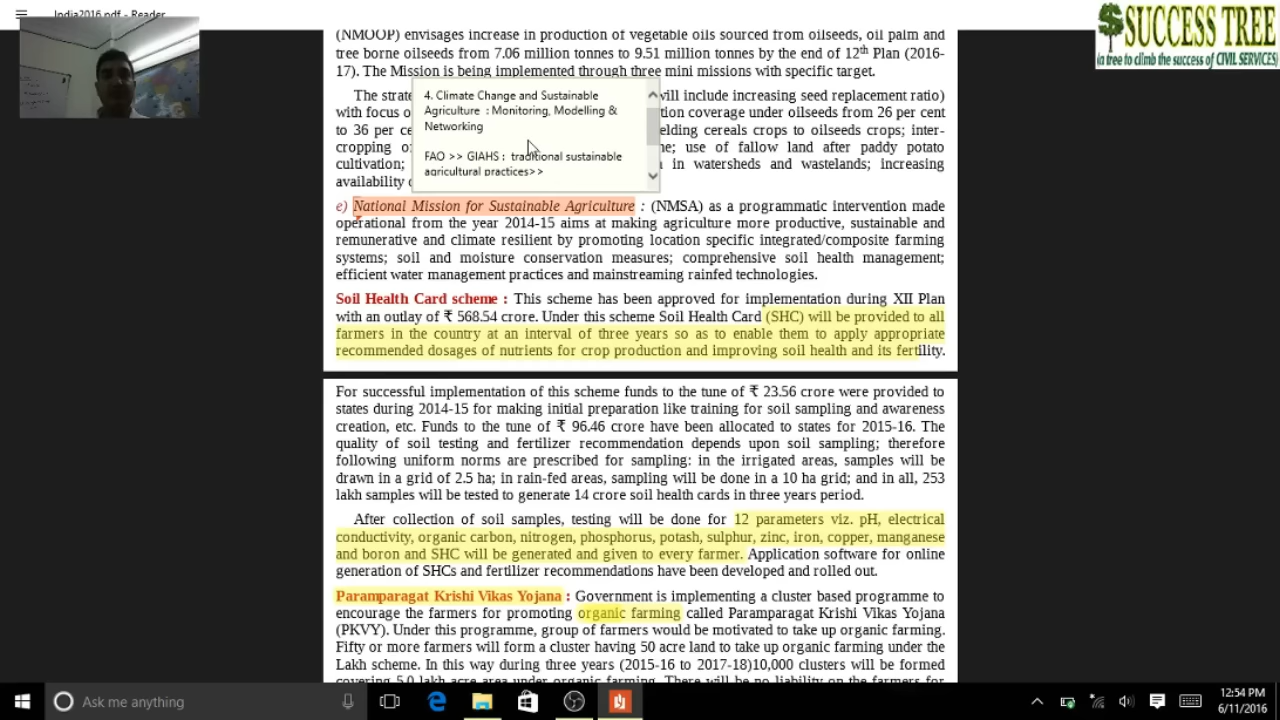 India2016.pdf - Reader
SUCCESS TREE
(a tree to climb the success of CIVIL SERVICES)
(NMOOP) envisages increase in production of vegetable oils sourced from oilseeds, oil palm and
tree borne oilseeds from 7.06 million tonnes to 9.51 million tonnes by the end of 12th Plan (2016-
17). The Mission is being implemented through three mini missions with specific target.
The strate
will include increasing seed replacement ratio)
with focus o
tion coverage under oilseeds from 26 per cent
to 36 per ce
elding cereals crops to oilseeds crops; inter-
cropping of
ne; use of fallow land after paddy potato
cultivation;
in watersheds and wastelands; increasing
availability
4. Climate Change and Sustainable
Agriculture : Monitoring, Modelling &
Networking
FAO >> GIAHS : traditional sustainable
agricultural practices>>
e) National Mission for Sustainable Agriculture : (NMSA) as a programmatic intervention made
operational from the year 2014-15 aims at making agriculture more productive, sustainable and
remunerative and climate resilient by promoting location specific integrated/composite farming
systems; soil and moisture conservation measures; comprehensive soil health management;
efficient water management practices and mainstreaming rainfed technologies.
Soil Health Card scheme : This scheme has been approved for implementation during XII Plan
with an outlay of ₹ 568.54 crore. Under this scheme Soil Health Card (SHC) will be provided to all
farmers in the country at an interval of three years so as to enable them to apply appropriate
recommended dosages of nutrients for crop production and improving soil health and its fertility.
For successful implementation of this scheme funds to the tune of ₹ 23.56 crore were provided to
states during 2014-15 for making initial preparation like training for soil sampling and awareness
creation, etc. Funds to the tune of ₹ 96.46 crore have been allocated to states for 2015-16. The
quality of soil testing and fertilizer recommendation depends upon soil sampling; therefore
following uniform norms are prescribed for sampling: in the irrigated areas, samples will be
drawn in a grid of 2.5 ha; in rain-fed areas, sampling will be done in a 10 ha grid; and in all, 253
lakh samples will be tested to generate 14 crore soil health cards in three years period.
After collection of soil samples, testing will be done for 12 parameters viz. pH, electrical
conductivity, organic carbon, nitrogen, phosphorus, potash, sulphur, zinc, iron, copper, manganese
and boron and SHC will be generated and given to every farmer. Application software for online
generation of SHCs and fertilizer recommendations have been developed and rolled out.
Paramparagat Krishi Vikas Yojana : Government is implementing a cluster based programme to
encourage the farmers for promoting organic farming called Paramparagat Krishi Vikas Yojana
(PKVY). Under this programme, group of farmers would be motivated to take up organic farming.
Fifty or more farmers will form a cluster having 50 acre land to take up organic farming under the
Lakh scheme. In this way during three years (2015-16 to 2017-18)10,000 clusters will be formed
covering 5.0 lakh acre area under organic farming. There will be no liability on the farmers for
Ask me anything
12:54 PM
6/11/2016